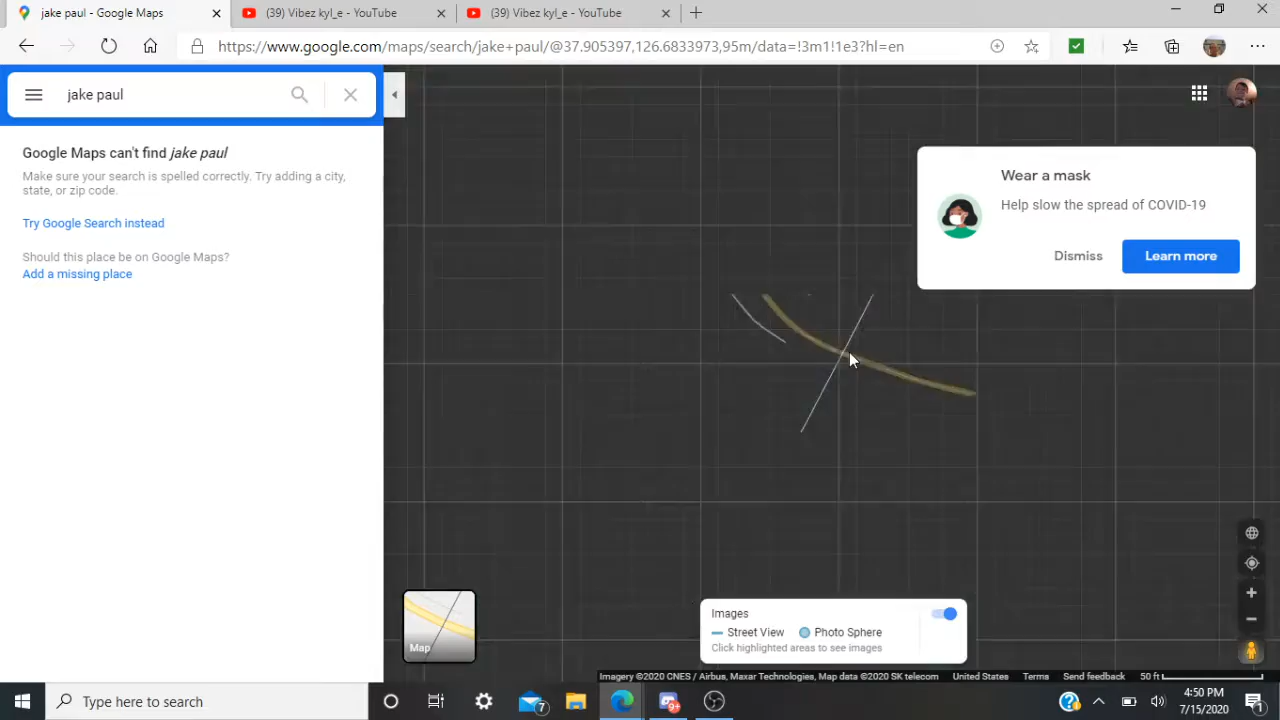 jake paul - Google Maps
(39) Vibez kyl_e - YouTube
(39) Vibez kyl_e - YouTube
https://www.google.com/maps/search/jake+paul/@37.905397,126.6833973,95m/data=!3m1!1e3?hl=en
jake paul
Google Maps can't find jake paul
Make sure your search is spelled correctly. Try adding a city,
state, or zip code.
Try Google Search instead
Should this place be on Google Maps?
Add a missing place
Wear a mask
Help slow the spread of COVID-19
Dismiss
Learn more
Map
Images
Street View
Photo Sphere
Click highlighted areas to see images
Imagery ©2020 CNES / Airbus, Maxar Technologies, Map data ©2020 SK telecom
United States
Terms
Send feedback
50 ft
Type here to search
7
9+
4:50 PM
7/15/2020
1